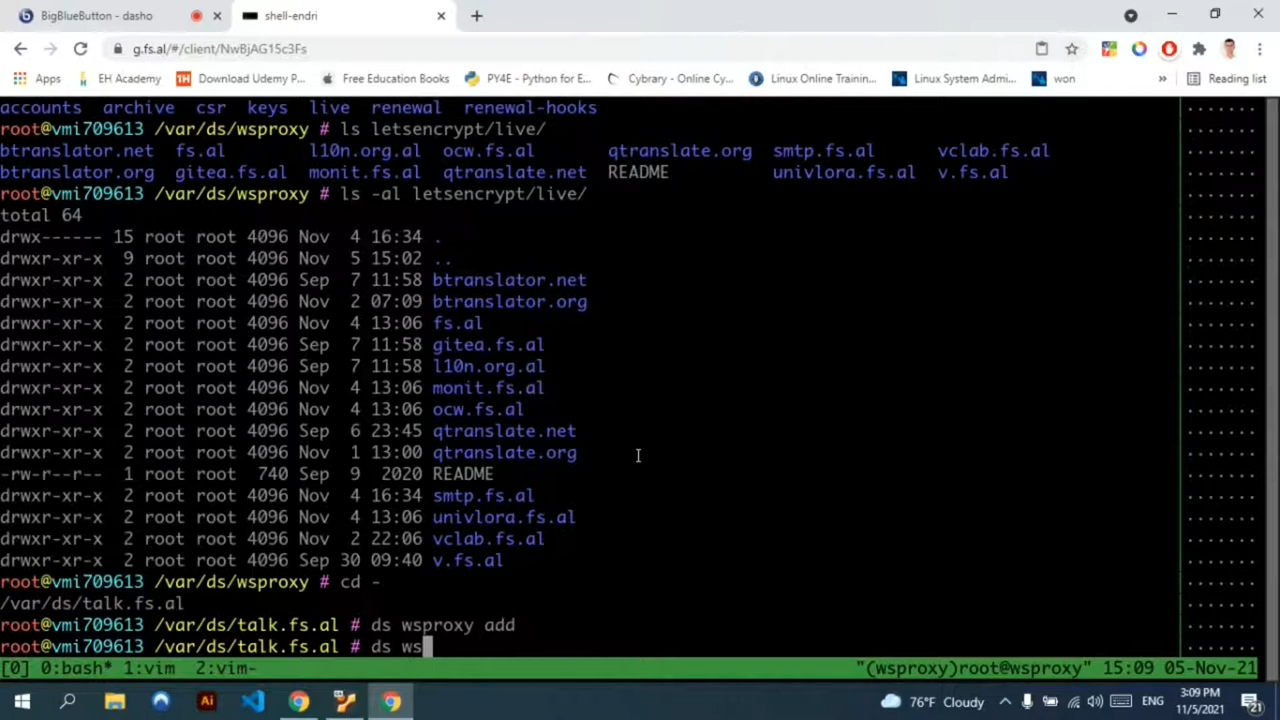 BigBlueButton - dasho
shell-endri
g.fs.al/#/client/NwBjAG15c3Fs
Apps EH Academy Download Udemy P... Free Education Books PY4E - Python for E... Cybrary - Online Cy... Linux Online Trainin... Linux System Admi... won » Reading list
accounts archive csr keys live renewal renewal-hooks
root@vmi709613 /var/ds/wsproxy # ls letsencrypt/live/
btranslator.net fs.al l10n.org.al ocw.fs.al qtranslate.org smtp.fs.al vclab.fs.al
btranslator.org gitea.fs.al monit.fs.al qtranslate.net README univlora.fs.al v.fs.al
root@vmi709613 /var/ds/wsproxy # ls -al letsencrypt/live/
total 64
drwx------ 15 root root 4096 Nov 4 16:34 .
drwxr-xr-x 9 root root 4096 Nov 5 15:02 ..
drwxr-xr-x 2 root root 4096 Sep 7 11:58 btranslator.net
drwxr-xr-x 2 root root 4096 Nov 2 07:09 btranslator.org
drwxr-xr-x 2 root root 4096 Nov 4 13:06 fs.al
drwxr-xr-x 2 root root 4096 Sep 7 11:58 gitea.fs.al
drwxr-xr-x 2 root root 4096 Sep 7 11:58 l10n.org.al
drwxr-xr-x 2 root root 4096 Nov 4 13:06 monit.fs.al
drwxr-xr-x 2 root root 4096 Nov 4 13:06 ocw.fs.al
drwxr-xr-x 2 root root 4096 Sep 6 23:45 qtranslate.net
drwxr-xr-x 2 root root 4096 Nov 1 13:00 qtranslate.org
-rw-r--r-- 1 root root 740 Sep 9 2020 README
drwxr-xr-x 2 root root 4096 Nov 4 16:34 smtp.fs.al
drwxr-xr-x 2 root root 4096 Nov 4 13:06 univlora.fs.al
drwxr-xr-x 2 root root 4096 Nov 2 22:06 vclab.fs.al
drwxr-xr-x 2 root root 4096 Sep 30 09:40 v.fs.al
root@vmi709613 /var/ds/wsproxy # cd -
/var/ds/talk.fs.al
root@vmi709613 /var/ds/talk.fs.al # ds wsproxy add
root@vmi709613 /var/ds/talk.fs.al # ds ws
[0] 0:bash* 1:vim 2:vim- "(wsproxy)root@wsproxy" 15:09 05-Nov-21
Ai 76°F Cloudy ENG 3:09 PM
11/5/2021 21